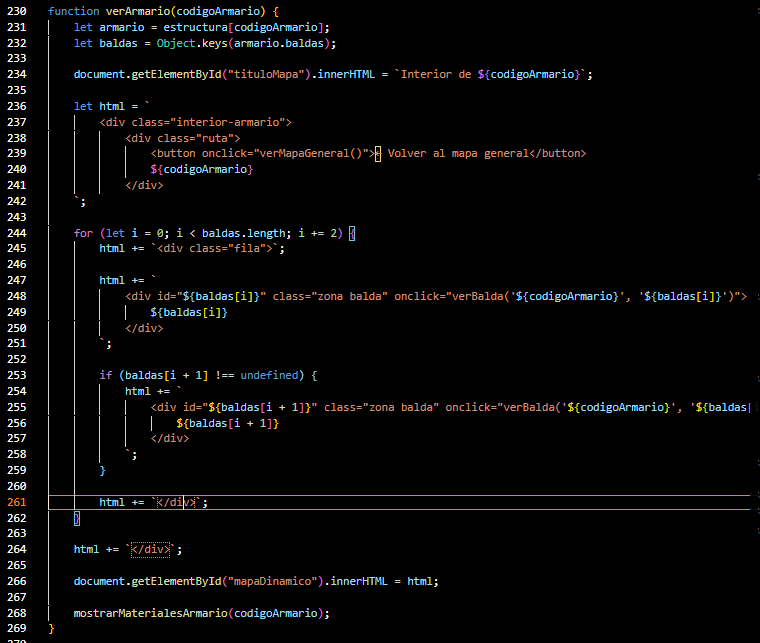 230 function verArmario(codigoArmario) {
231 let armario = estructura[codigoArmario];
232 let baldas = Object.keys(armario.baldas);
233
234 document.getElementById("tituloMapa").innerHTML = `Interior de ${codigoArmario}`;
235
236 let html = `
237 <div class="interior-armario">
238 <div class="ruta">
239 <button onclick="verMapaGeneral()"> Volver al mapa general</button>
240 ${codigoArmario}
241 </div>
242 `;
243
244 for (let i = 0; i < baldas.length; i += 2) {
245 html += `<div class="fila">`;
246
247 html += `
248 <div id="${baldas[i]}" class="zona balda" onclick="verBalda('${codigoArmario}', '${baldas[i]}')">
249 ${baldas[i]}
250 </div>
251 `;
252
253 if (baldas[i + 1] !== undefined) {
254 html += `
255 <div id="${baldas[i + 1]}" class="zona balda" onclick="verBalda('${codigoArmario}', '${baldas[
256 ${baldas[i + 1]}
257 </div>
258 `;
259 }
260
261 html += `</div>`;
262 }
263
264 html += `</div>`;
265
266 document.getElementById("mapaDinamico").innerHTML = html;
267
268 mostrarMaterialesArmario(codigoArmario);
269 }